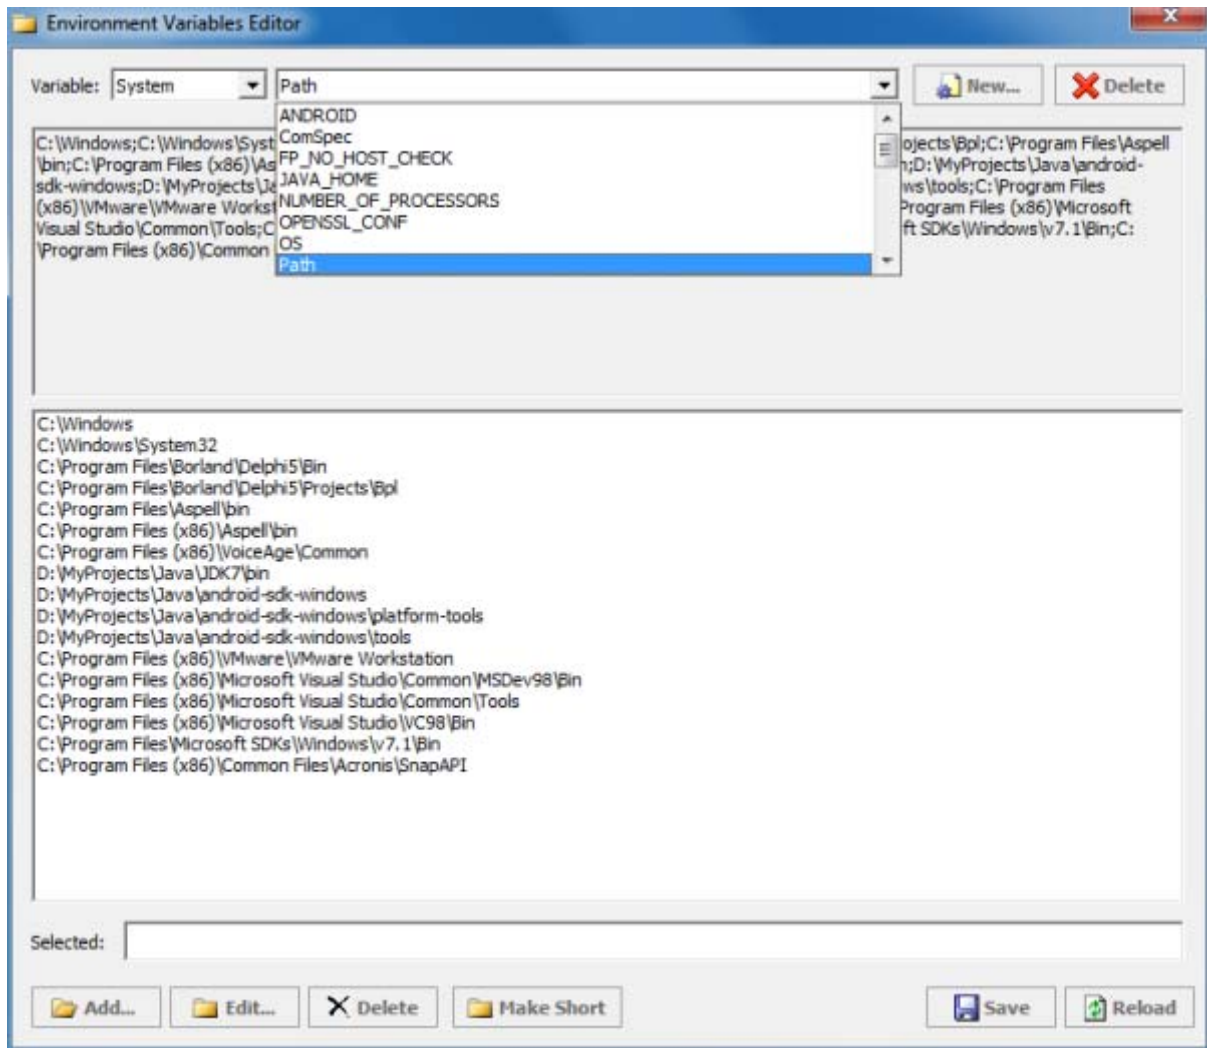 Environment Variables Editor
X
Variable: System Path New... Delete
ANDROID
ComSpec
FP_NO_HOST_CHECK
JAVA_HOME
NUMBER_OF_PROCESSORS
OPENSSL_CONF
OS
Path
C:\Windows;C:\Windows\Syst ojects\Bpl;C:\Program Files\Aspell
\bin;C:\Program Files (x86)\As n;D:\MyProjects\Java\android-
sdk-windows;D:\MyProjects\Ja ws\tools;C:\Program Files
(x86)\VMware\VMware Workst Program Files (x86)\Microsoft
Visual Studio\Common\Tools;C ft SDKs\Windows\v7.1\Bin;C:
\Program Files (x86)\Common
C:\Windows
C:\Windows\System32
C:\Program Files\Borland\Delphi5\Bin
C:\Program Files\Borland\Delphi5\Projects\Bpl
C:\Program Files\Aspell\bin
C:\Program Files (x86)\Aspell\bin
C:\Program Files (x86)\VoiceAge\Common
D:\MyProjects\Java\JDK7\bin
D:\MyProjects\Java\android-sdk-windows
D:\MyProjects\Java\android-sdk-windows\platform-tools
D:\MyProjects\Java\android-sdk-windows\tools
C:\Program Files (x86)\VMware\VMware Workstation
C:\Program Files (x86)\Microsoft Visual Studio\Common\MSDev98\Bin
C:\Program Files (x86)\Microsoft Visual Studio\Common\Tools
C:\Program Files (x86)\Microsoft Visual Studio\VC98\Bin
C:\Program Files\Microsoft SDKs\Windows\v7.1\Bin
C:\Program Files (x86)\Common Files\Acronis\SnapAPI
Selected:
Add... Edit... Delete Make Short Save Reload